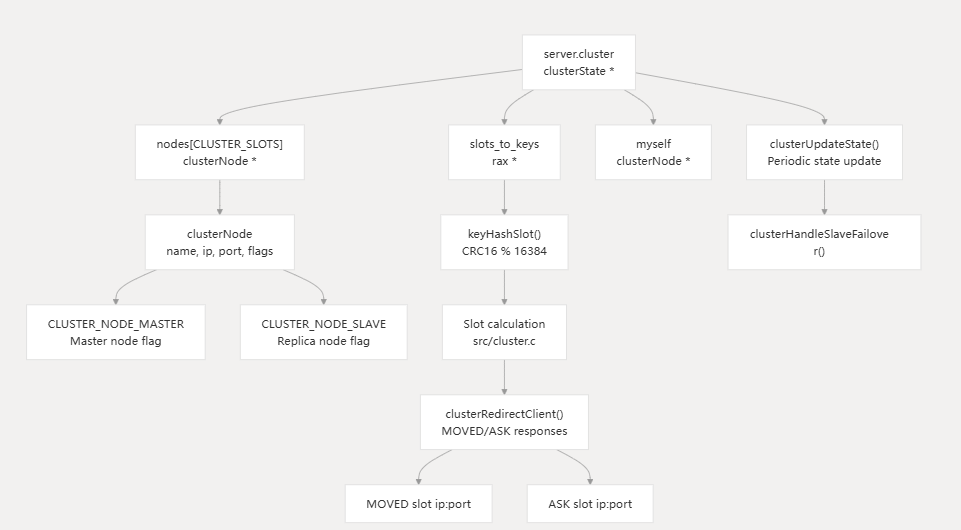 server.cluster
clusterState *
nodes[CLUSTER_SLOTS]
clusterNode *
slots_to_keys
rax *
myself
clusterNode *
clusterUpdateState()
Periodic state update
clusterNode
name, ip, port, flags
keyHashSlot()
CRC16 % 16384
clusterHandleSlaveFailove
r()
CLUSTER_NODE_MASTER
Master node flag
CLUSTER_NODE_SLAVE
Replica node flag
Slot calculation
src/cluster.c
clusterRedirectClient()
MOVED/ASK responses
MOVED slot ip:port
ASK slot ip:port